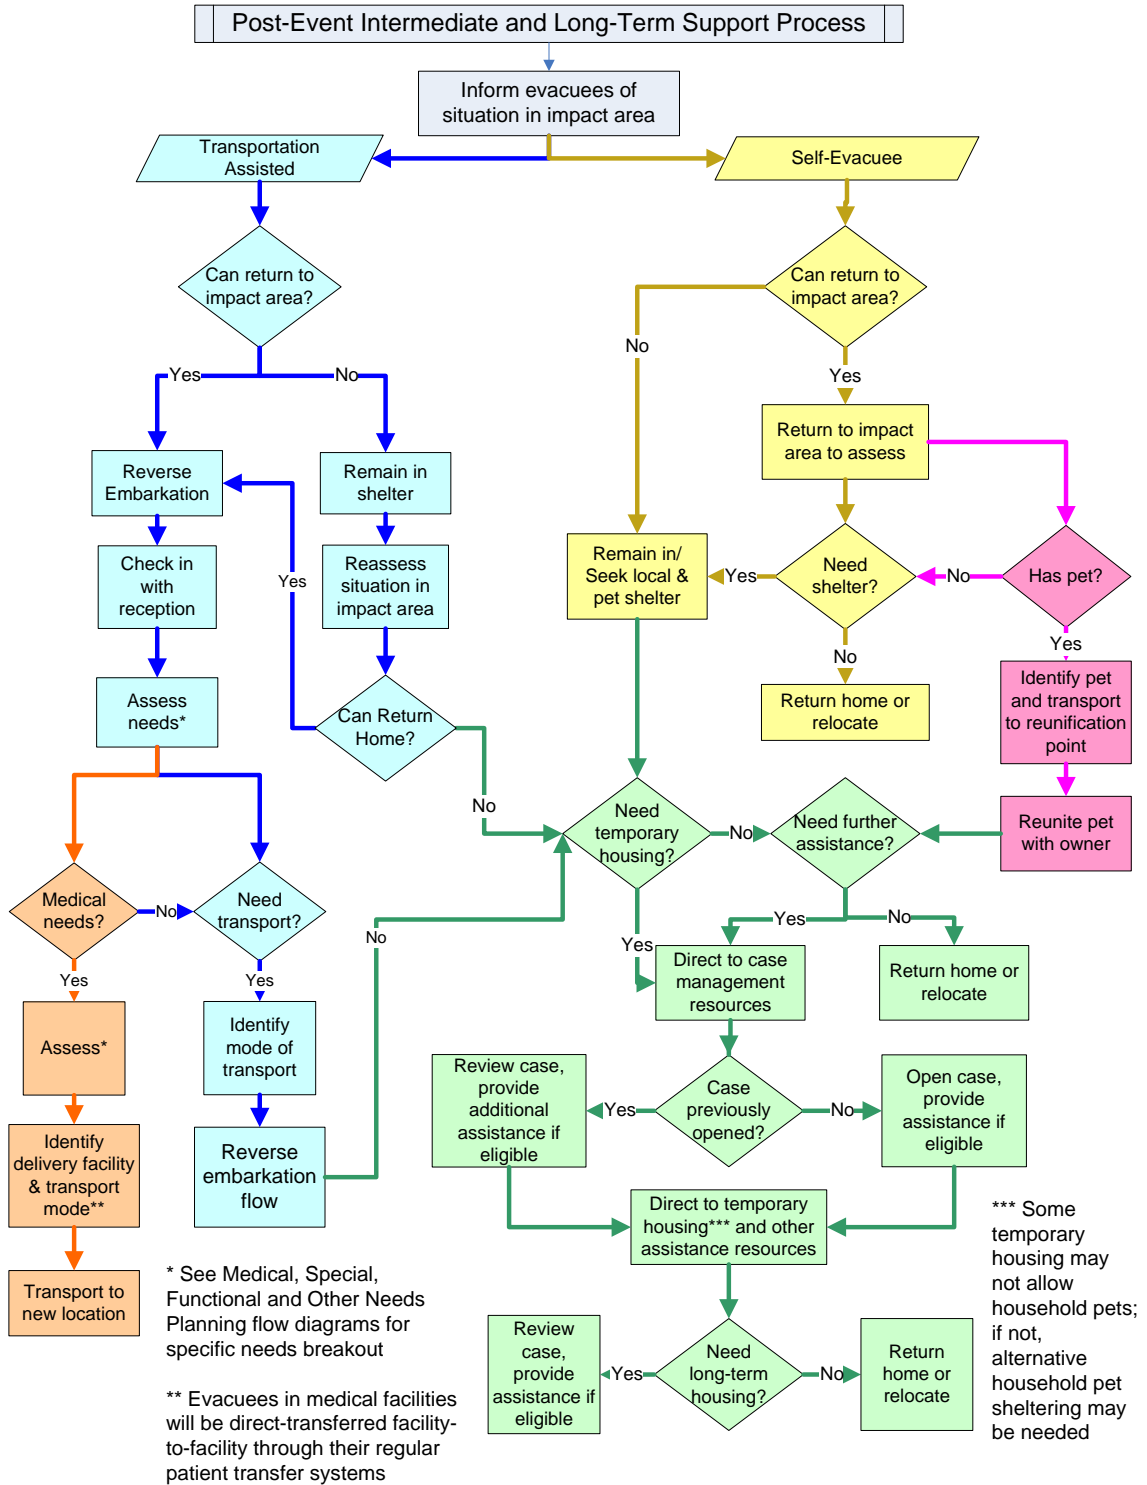 Post-Event Intermediate and Long-Term Support Process
Inform evacuees of
situation in impact area
Transportation
Assisted
Self-Evacuee
Can return to
impact area?
Can return to
impact area?
No
Yes
No
Yes
Reverse
Embarkation
Remain in
shelter
Return to impact
area to assess
Check in
with
reception
Yes
Reassess
situation in
impact area
Remain in/
Seek local &
pet shelter
Yes
Need
shelter?
No
Has pet?
Yes
No
Assess
needs*
Can Return
Home?
Return home or
relocate
Identify pet
and transport
to reunification
point
No
Need
temporary
housing?
No
Need further
assistance?
Reunite pet
with owner
Medical
needs?
No
Need
transport?
No
Yes
Yes
No
Yes
Yes
Direct to case
management
resources
Return home or
relocate
Assess*
Identify
mode of
transport
Review case,
provide
additional
assistance if
eligible
Yes
Case
previously
opened?
No
Open case,
provide
assistance if
eligible
Identify
delivery facility
& transport
mode**
Reverse
embarkation
flow
Direct to temporary
housing*** and other
assistance resources
Transport to
new location
Review
case,
provide
assistance if
eligible
Yes
Need
long-term
housing?
No
Return
home or
relocate
* See Medical, Special,
Functional and Other Needs
Planning flow diagrams for
specific needs breakout
** Evacuees in medical facilities
will be direct-transferred facility-
to-facility through their regular
patient transfer systems
*** Some
temporary
housing may
not allow
household pets;
if not,
alternative
household pet
sheltering may
be needed